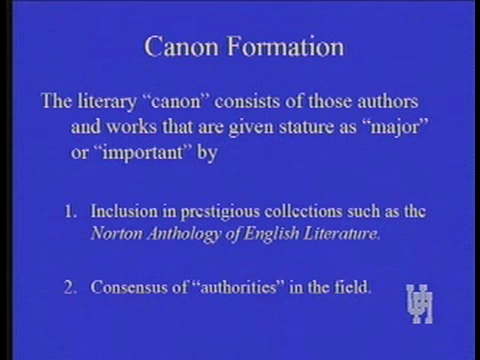 Canon Formation
The literary “canon” consists of those authors
and works that are given stature as “major”
or “important” by
1. Inclusion in prestigious collections such as the
Norton Anthology of English Literature.
2. Consensus of “authorities” in the field.
UH